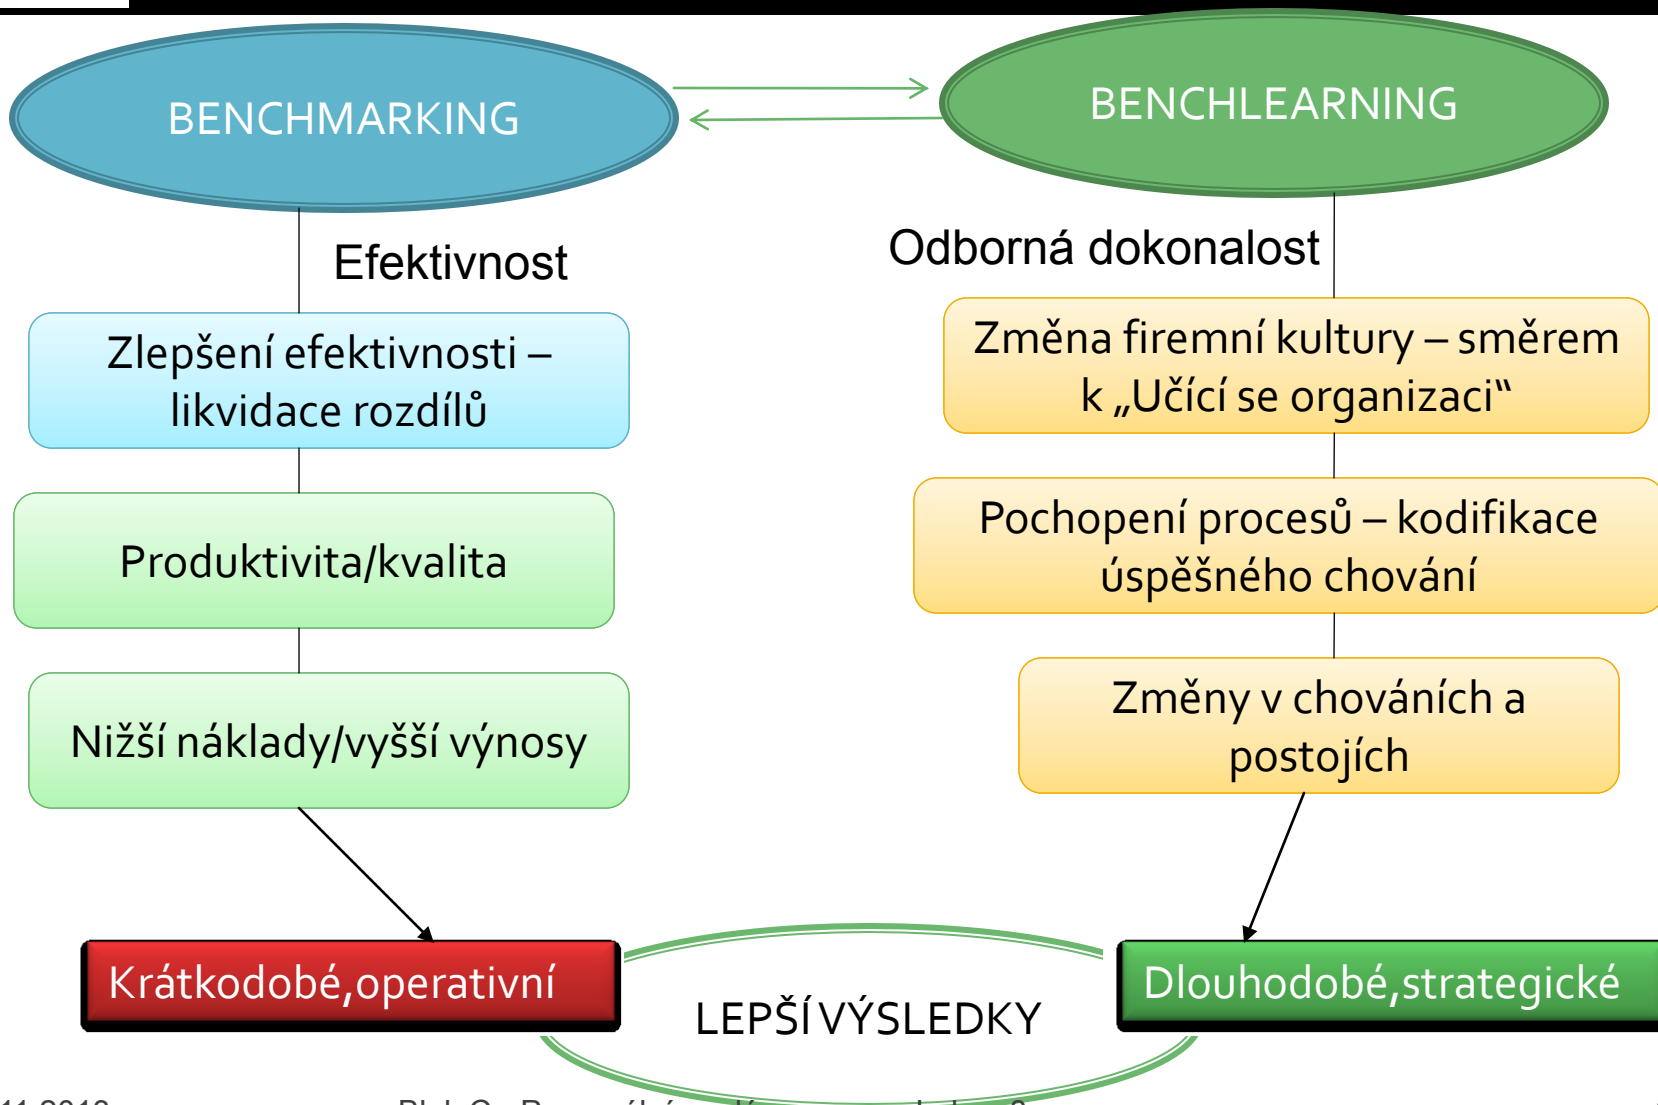 BENCHMARKING
BENCHLEARNING
Efektivnost
Odborná dokonalost
Zlepšení efektivnosti –
likvidace rozdílů
Změna firemní kultury – směrem
k „Učící se organizaci“
Produktivita/kvalita
Pochopení procesů – kodifikace
úspěšného chování
Nižší náklady/vyšší výnosy
Změny v chováních a
postojích
Krátkodobé,operativní
LEPŠÍ VÝSLEDKY
Dlouhodobé,strategické